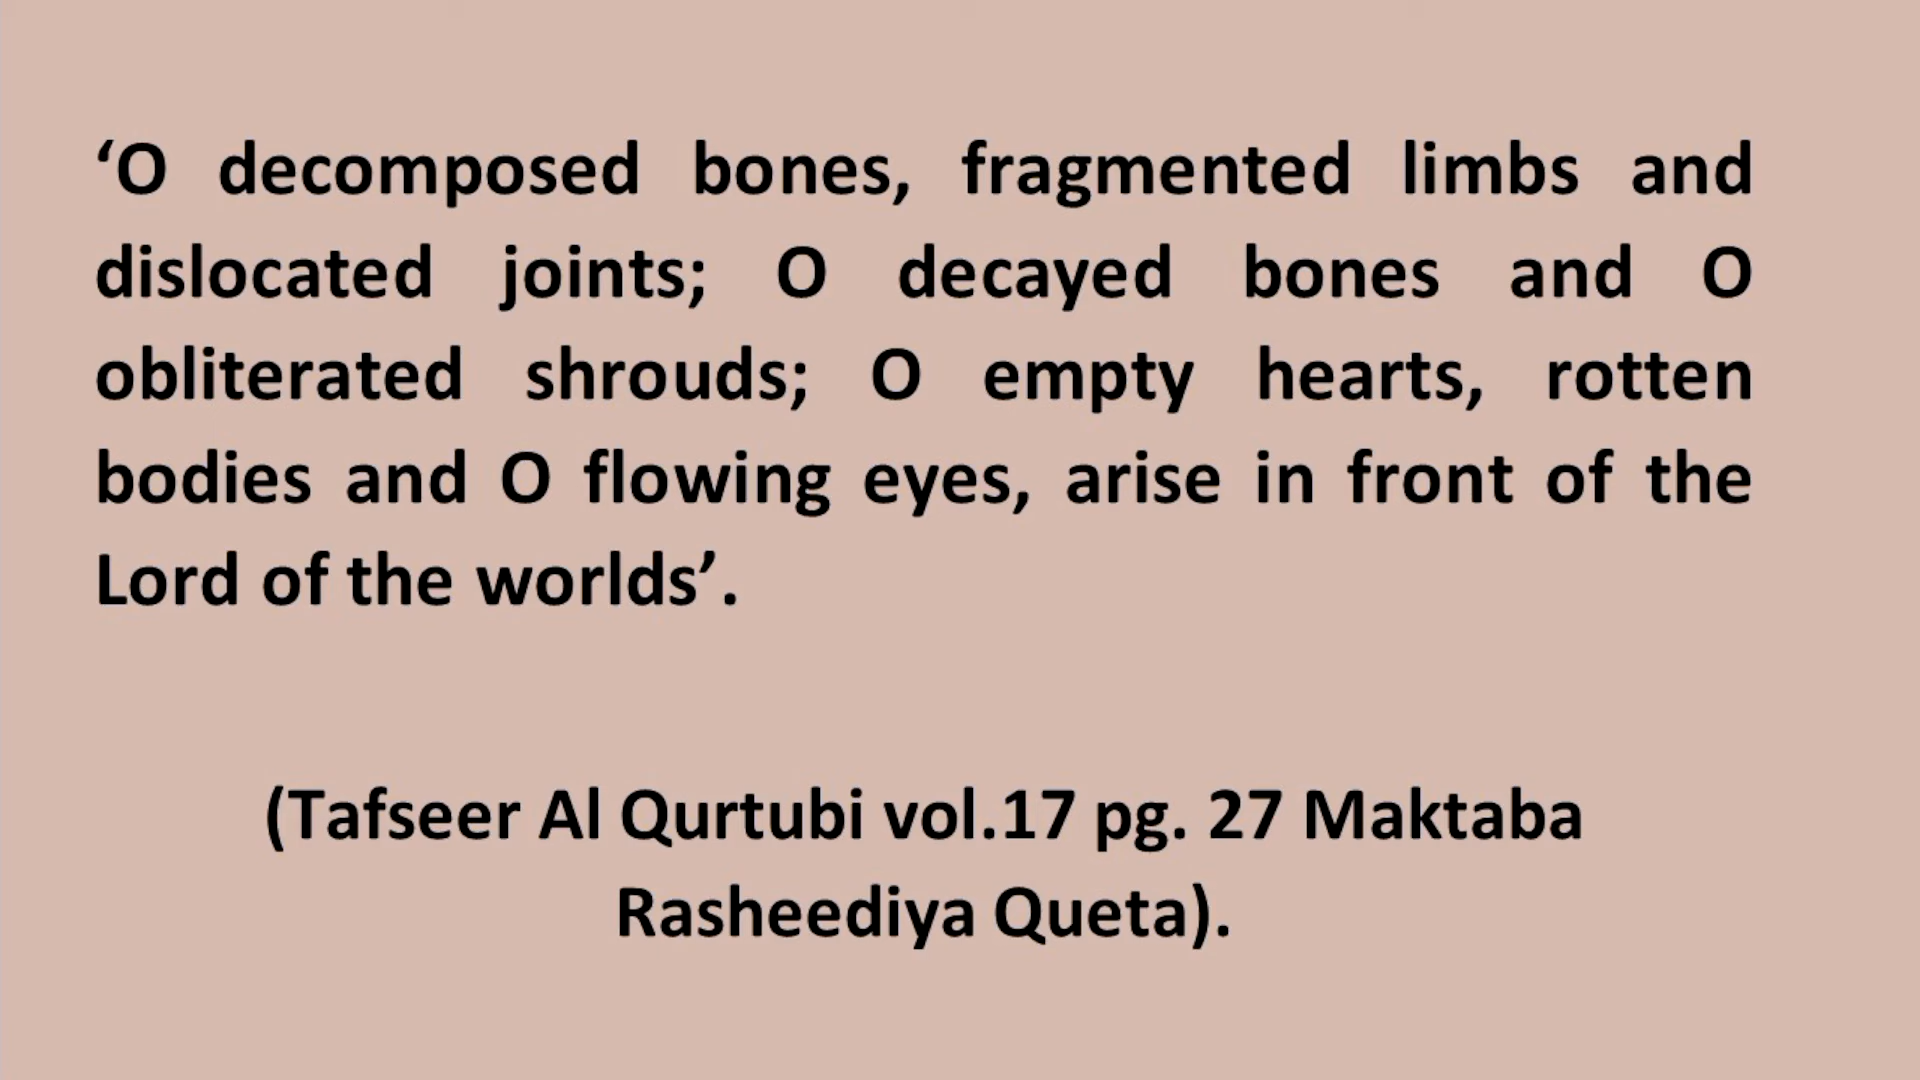 ‘O decomposed bones, fragmented limbs and
dislocated joints; O decayed bones and O
obliterated shrouds; O empty hearts, rotten
bodies and O flowing eyes, arise in front of the
Lord of the worlds’.
(Tafseer Al Qurtubi vol.17 pg. 27 Maktaba
Rasheediya Queta).